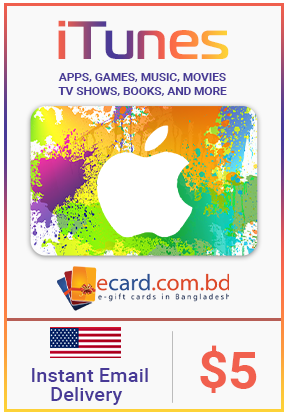 iTunes
APPS, GAMES, MUSIC, MOVIES
TV SHOWS, BOOKS, AND MORE
ecard.com.bd
e-gift cards in Bangladesh
Instant Email
Delivery
$5